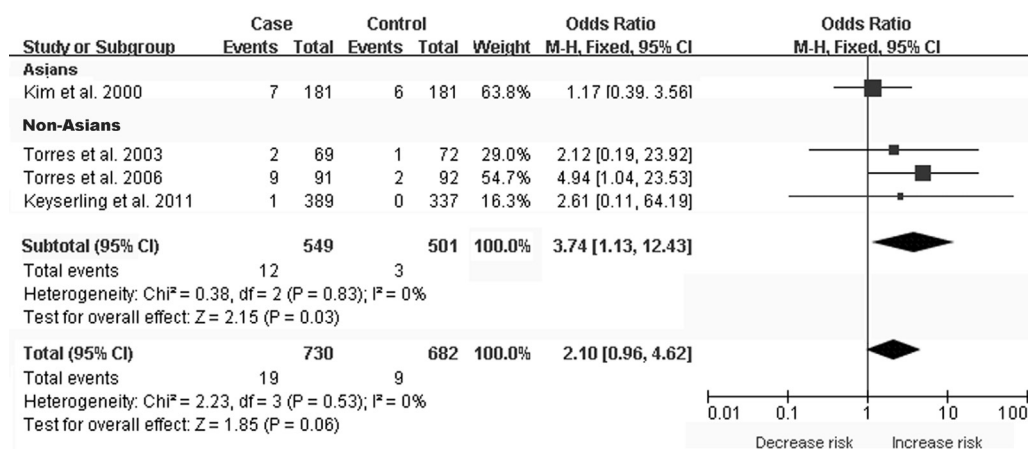 Case Control Odds Ratio Odds Ratio
Study or Subgroup Events Total Events Total Weight M-H, Fixed, 95% CI M-H, Fixed, 95% CI
Asians
Kim et al. 2000 7 181 6 181 63.8% 1.17 [0.39. 3.56]
Non-Asians
Torres et al. 2003 2 69 1 72 29.0% 2.12 [0.19, 23.92]
Torres et al. 2006 9 91 2 92 54.7% 4.94 [1.04, 23.53]
Keyserling et al. 2011 1 389 0 337 16.3% 2.61 [0.11, 64.19]
Subtotal (95% CI) 549 501 100.0% 3.74 [1.13, 12.43]
Total events 12 3
Heterogeneity: Chi² = 0.38, df = 2 (P = 0.83); I² = 0%
Test for overall effect: Z = 2.15 (P = 0.03)
Total (95% CI) 730 682 100.0% 2.10 [0.96, 4.62]
Total events 19 9
Heterogeneity: Chi² = 2.23, df = 3 (P = 0.53); I² = 0%
Test for overall effect: Z = 1.85 (P = 0.06)
0.01 0.1 1 10 100
Decrease risk Increase risk